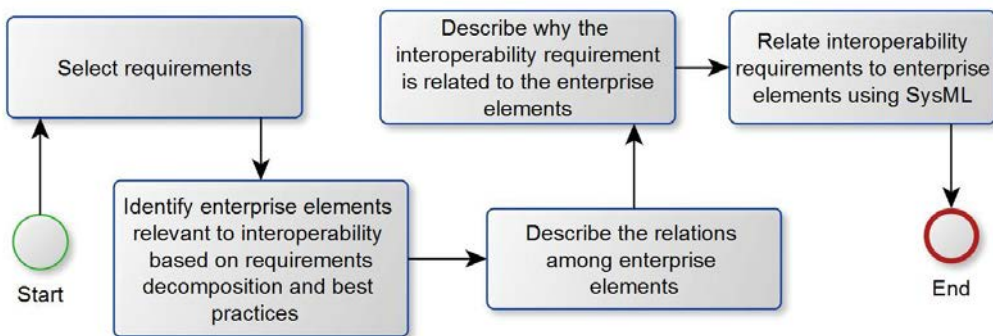 Start
Select requirements
Identify enterprise elements
relevant to interoperability
based on requirements
decomposition and best
practices
Describe the relations
among enterprise
elements
Describe why the
interoperability requirement
is related to the enterprise
elements
Relate interoperability
requirements to enterprise
elements using SysML
End